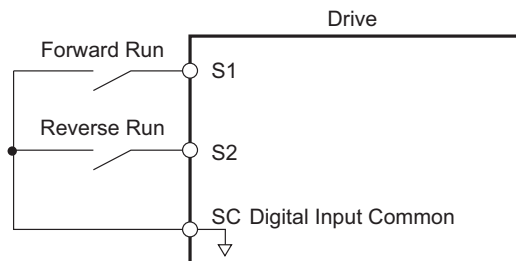 Drive
Forward Run
S1
Reverse Run
S2
SC Digital Input Common